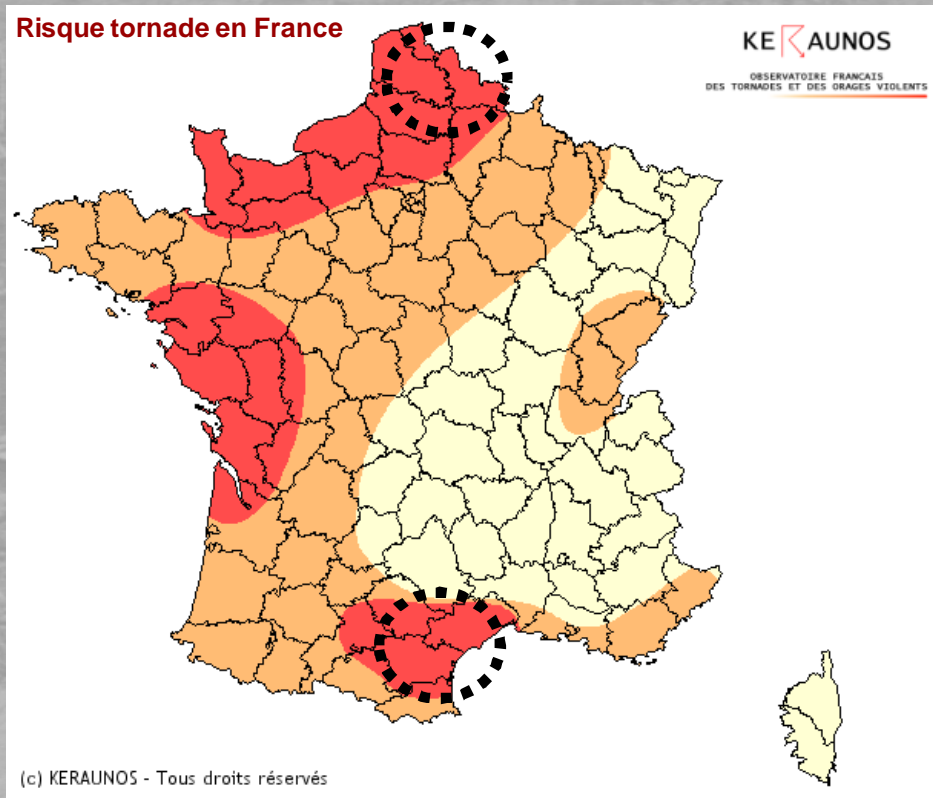 Risque tornade en France
KERAUNOS
OBSERVATOIRE FRANCAIS
DES TORNADES ET DES ORAGES VIOLENTS
(c) KERAUNOS - Tous droits réservés